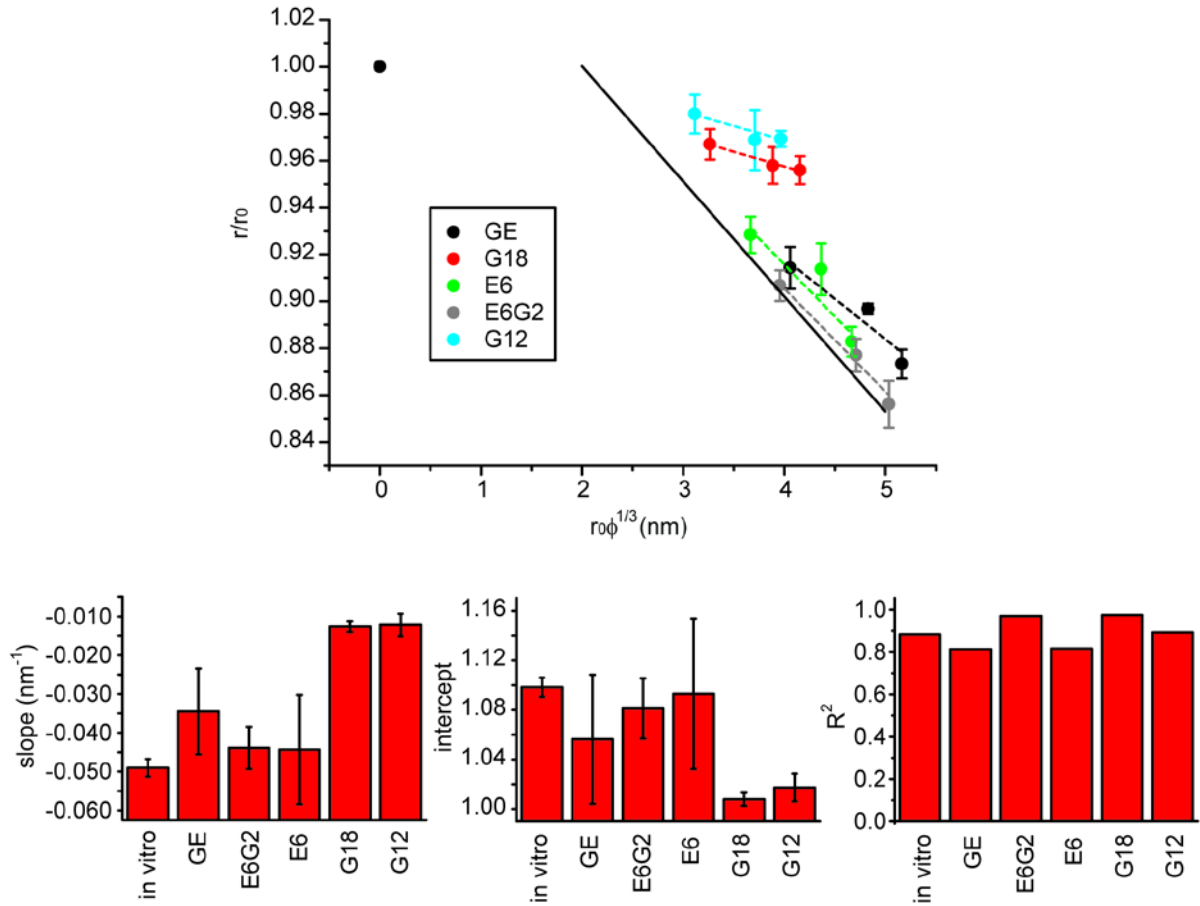 1.02
1.00
0.98
0.96
0.94
0.92
0.90
0.88
0.86
0.84
r/r0
GE
G18
E6
E6G2
G12
0 1 2 3 4 5
r0ϕ1/3 (nm)
-0.010
-0.020
-0.030
-0.040
-0.050
-0.060
slope (nm-1)
in vitro GE E6G2 E6 G18 G12
1.16
1.12
1.08
1.04
1.00
intercept
in vitro GE E6G2 E6 G18 G12
1.0
0.8
0.6
0.4
0.2
0.0
R2
in vitro GE E6G2 E6 G18 G12